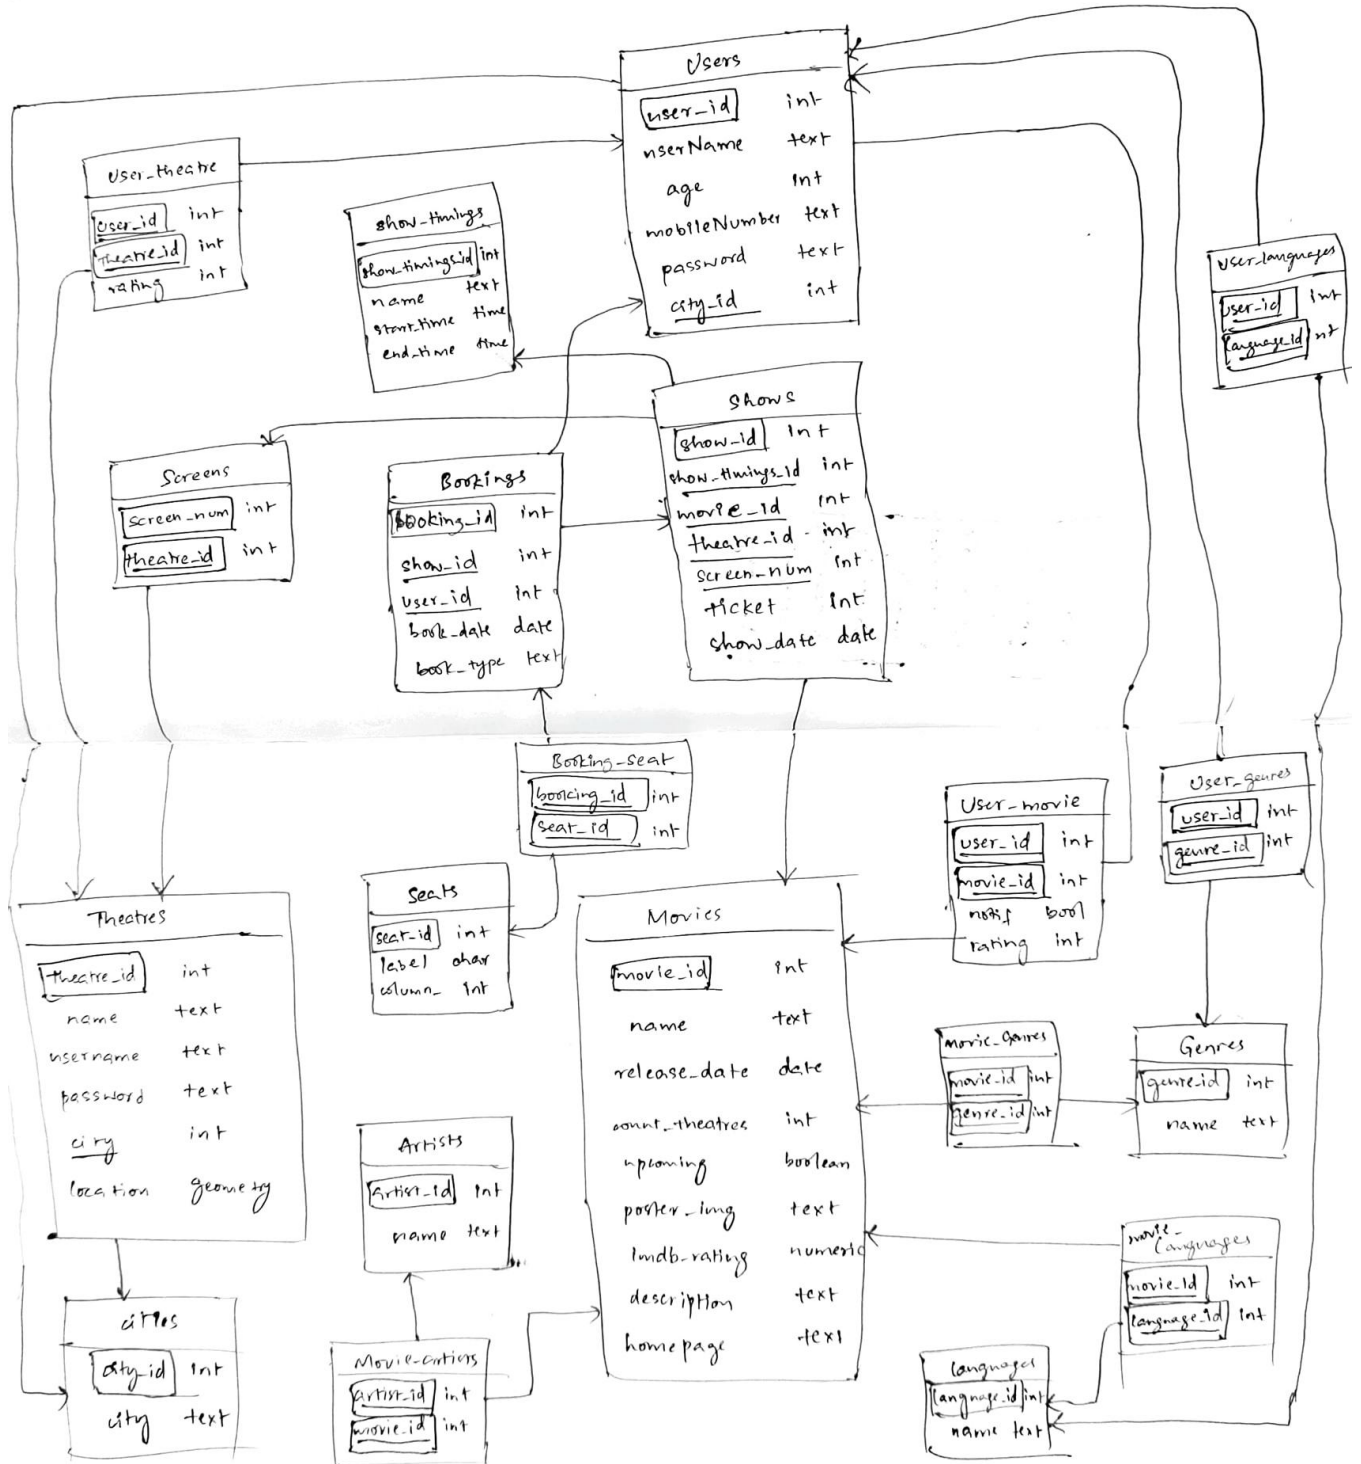 Users
user_id int
userName text
age int
mobileNumber text
password text
city_id int
User_theatre
user_id int
theatre_id int
rating int
show_timings
show_timings_id int
name text
start_time time
end_time time
User_languages
user_id int
language_id int
Shows
show_id int
show_timings_id int
movie_id int
theatre_id int
screen_num int
ticket int
show_date date
Screens
screen_num int
theatre_id int
Bookings
booking_id int
show_id int
user_id int
book_date date
book_type text
Booking_seat
booking_id int
seat_id int
User_movie
user_id int
movie_id int
notif bool
rating int
User_genres
user_id int
genre_id int
Seats
seat_id int
label char
column_ int
Theatres
theatre_id int
name text
username text
password text
city int
location geometry
Movies
movie_id int
name text
release_date date
count_theatres int
upcoming boolean
poster_img text
imdb_rating numeric
description text
homepage text
movie_Genres
movie_id int
genre_id int
Genres
genre_id int
name text
Artists
artist_id int
name text
movie_
languages
movie_id int
language_id int
cities
city_id int
city text
Movie_artists
artist_id int
movie_id int
languages
language_id int
name text